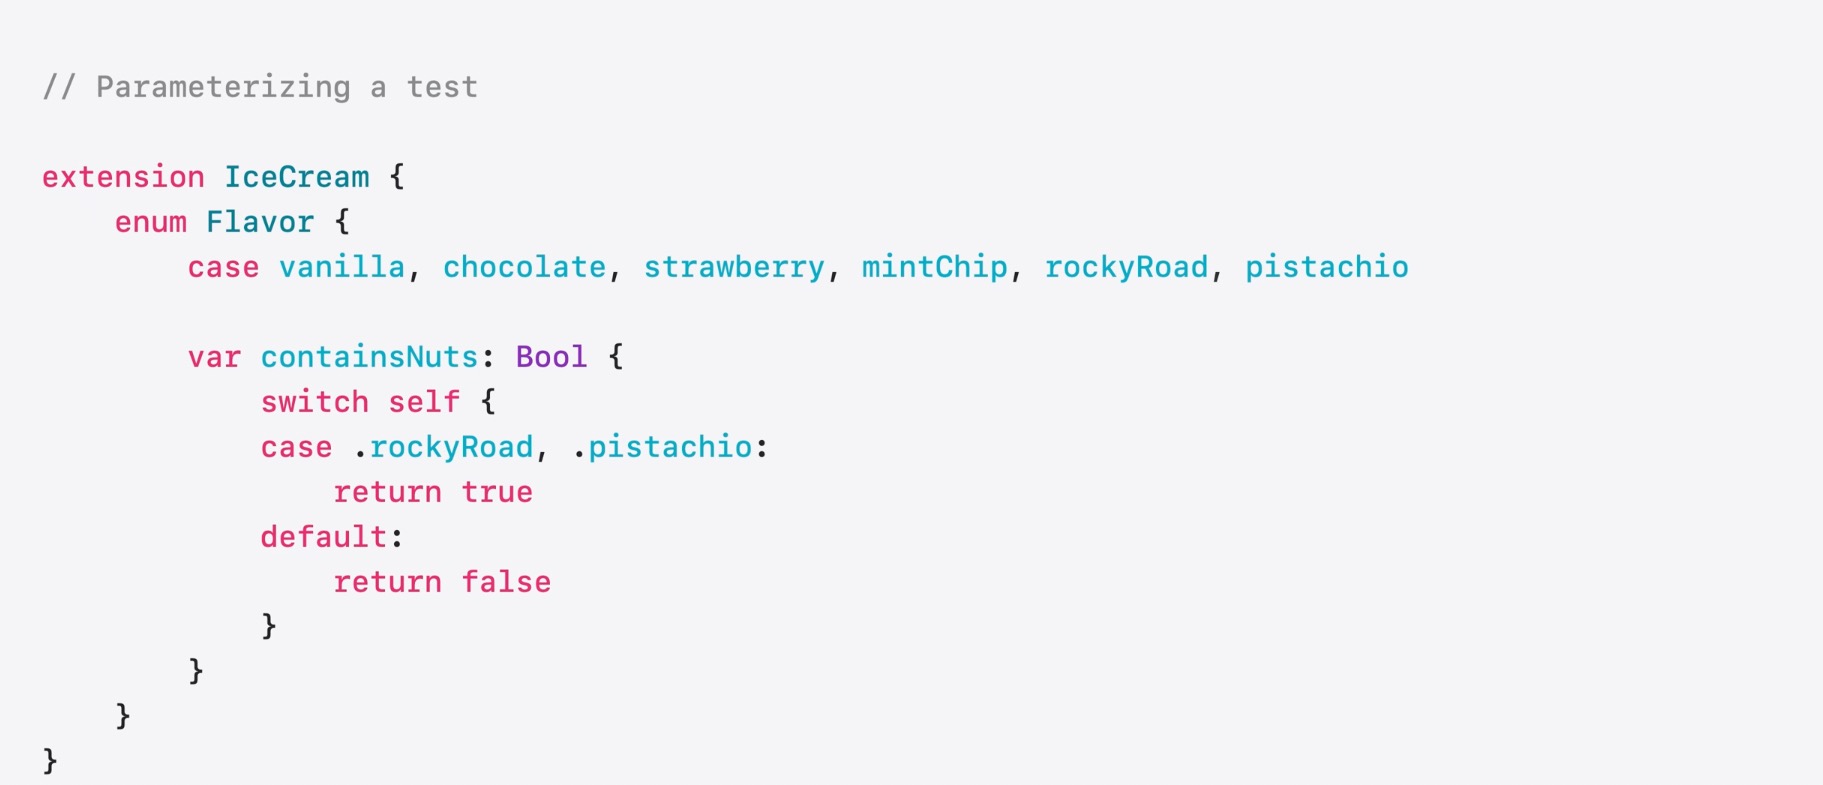 // Parameterizing a test
extension IceCream {
enum Flavor {
case vanilla, chocolate, strawberry, mintChip, rockyRoad, pistachio
var containsNuts: Bool {
switch self {
case .rockyRoad, .pistachio:
return true
default:
return false
}
}
}
}